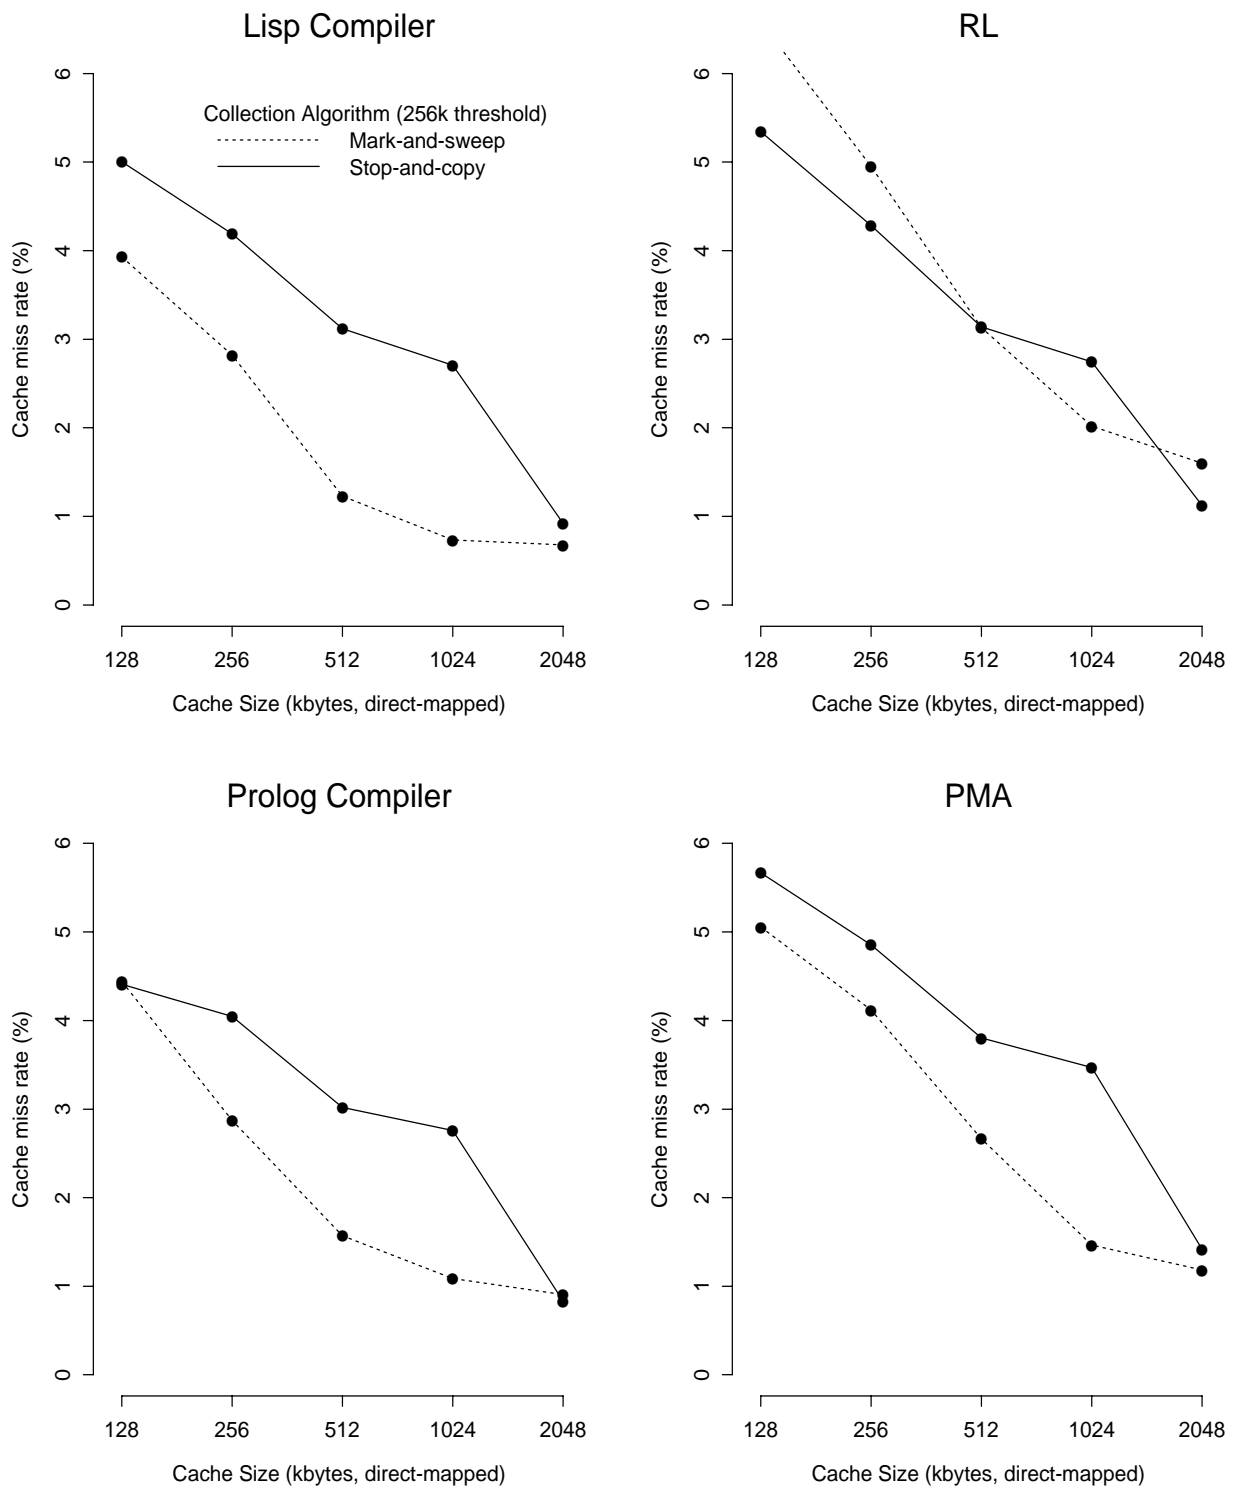 Lisp Compiler
Collection Algorithm (256k threshold)
Mark-and-sweep
Stop-and-copy
Cache miss rate (%)
6
5
4
3
2
1
0
128 256 512 1024 2048
Cache Size (kbytes, direct-mapped)
RL
Cache miss rate (%)
6
5
4
3
2
1
0
128 256 512 1024 2048
Cache Size (kbytes, direct-mapped)
Prolog Compiler
Cache miss rate (%)
6
5
4
3
2
1
0
128 256 512 1024 2048
Cache Size (kbytes, direct-mapped)
PMA
Cache miss rate (%)
6
5
4
3
2
1
0
128 256 512 1024 2048
Cache Size (kbytes, direct-mapped)